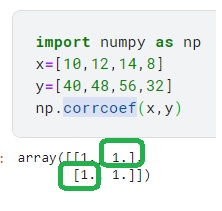 import numpy as np
x=[10,12,14,8]
y=[40,48,56,32]
np.corrcoef(x,y)
: array([[1., 1.],
[1., 1.]])